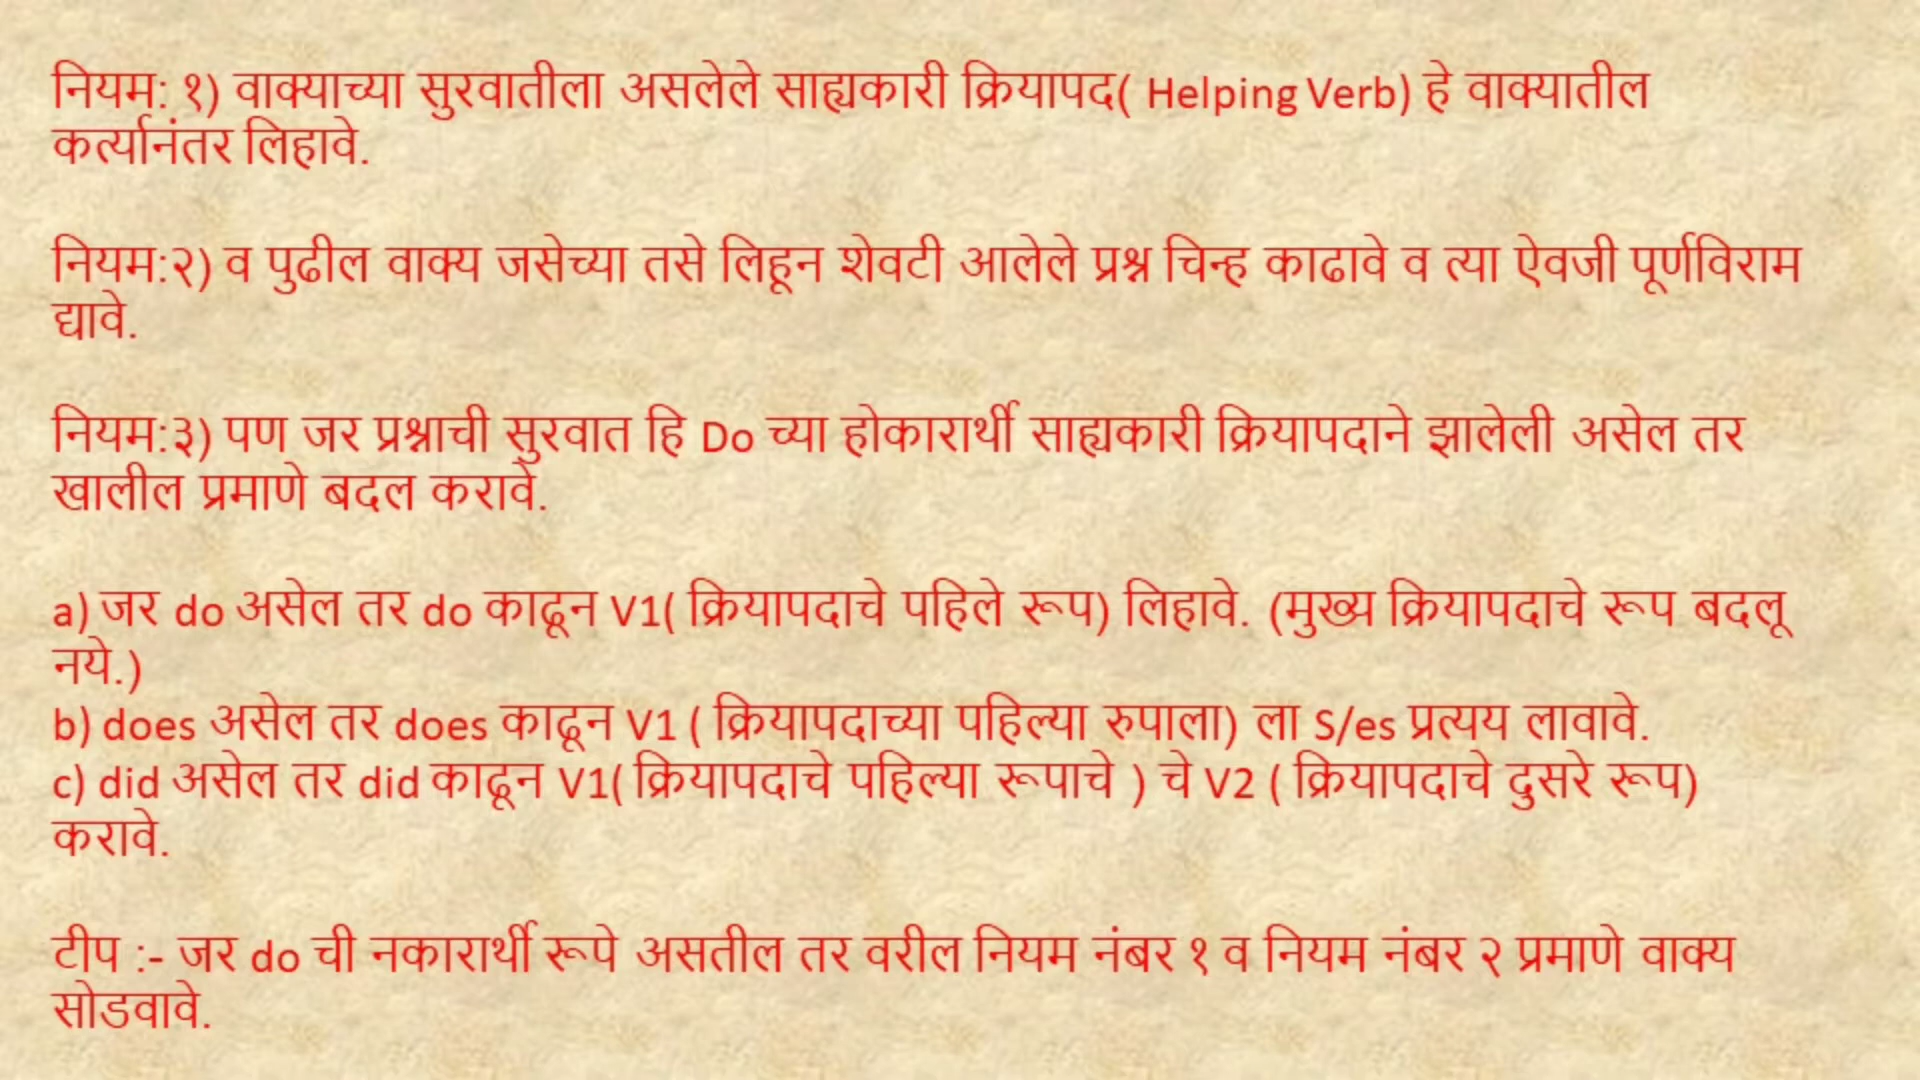 नियम: १) वाक्याच्या सुरवातीला असलेले साह्यकारी क्रियापद( Helping Verb) हे वाक्यातील
कर्त्यानंतर लिहावे.
नियम:२) व पुढील वाक्य जसेच्या तसे लिहून शेवटी आलेले प्रश्न चिन्ह काढावे व त्या ऐवजी पूर्णविराम
द्यावे.
नियम:३) पण जर प्रश्नाची सुरवात हि Do च्या होकारार्थी साह्यकारी क्रियापदाने झालेली असेल तर
खालील प्रमाणे बदल करावे.
a) जर do असेल तर do काढून V1( क्रियापदाचे पहिले रूप) लिहावे. (मुख्य क्रियापदाचे रूप बदलू
नये.)
b) does असेल तर does काढून V1 ( क्रियापदाच्या पहिल्या रुपाला) ला S/es प्रत्यय लावावे.
c) did असेल तर did काढून V1( क्रियापदाचे पहिल्या रूपाचे ) चे V2 ( क्रियापदाचे दुसरे रूप)
करावे.
टीप :- जर do ची नकारार्थी रूपे असतील तर वरील नियम नंबर १ व नियम नंबर २ प्रमाणे वाक्य
सोडवावे.